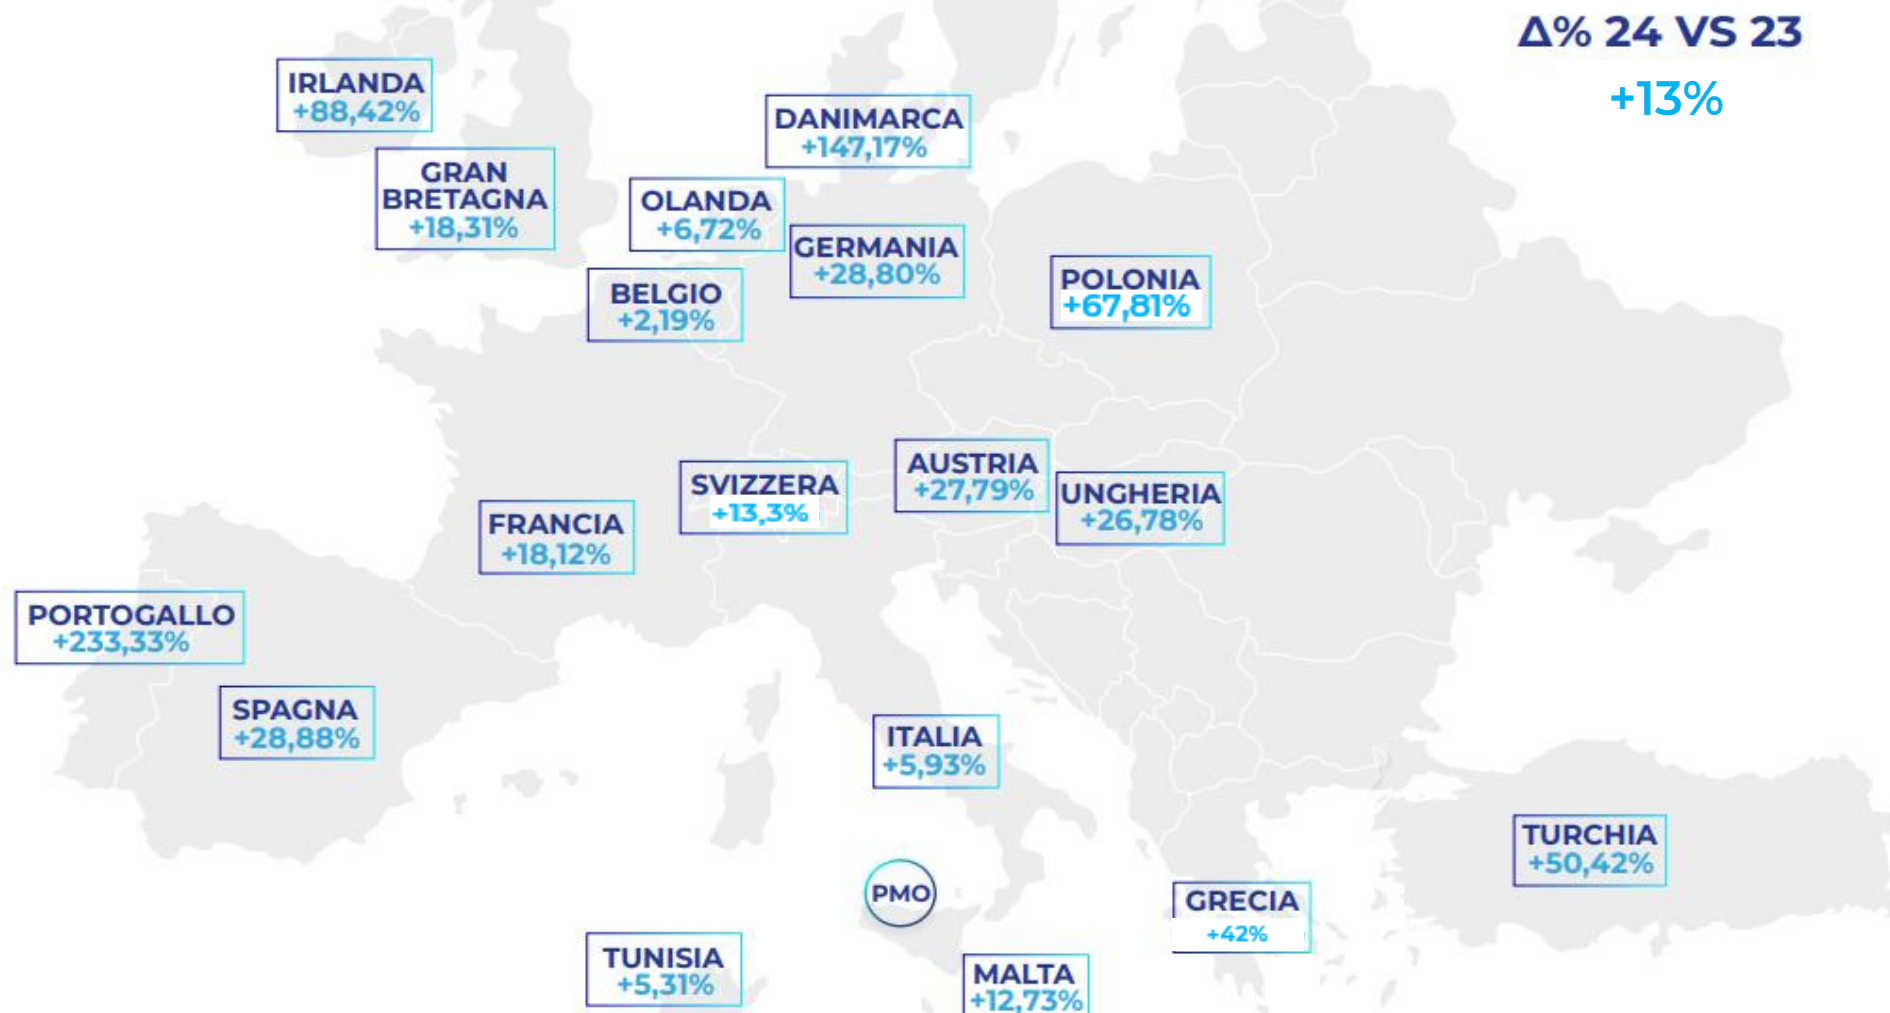 Δ% 24 VS 23
+13%
IRLANDA
+88,42%
DANIMARCA
+147,17%
GRAN
BRETAGNA
+18,31%
OLANDA
+6,72%
GERMANIA
+28,80%
BELGIO
+2,19%
POLONIA
+67,81%
AUSTRIA
+27,79%
SVIZZERA
+13,3%
UNGHERIA
+26,78%
FRANCIA
+18,12%
PORTOGALLO
+233,33%
SPAGNA
+28,88%
ITALIA
+5,93%
TURCHIA
+50,42%
PMO
GRECIA
+42%
TUNISIA
+5,31%
MALTA
+12,73%